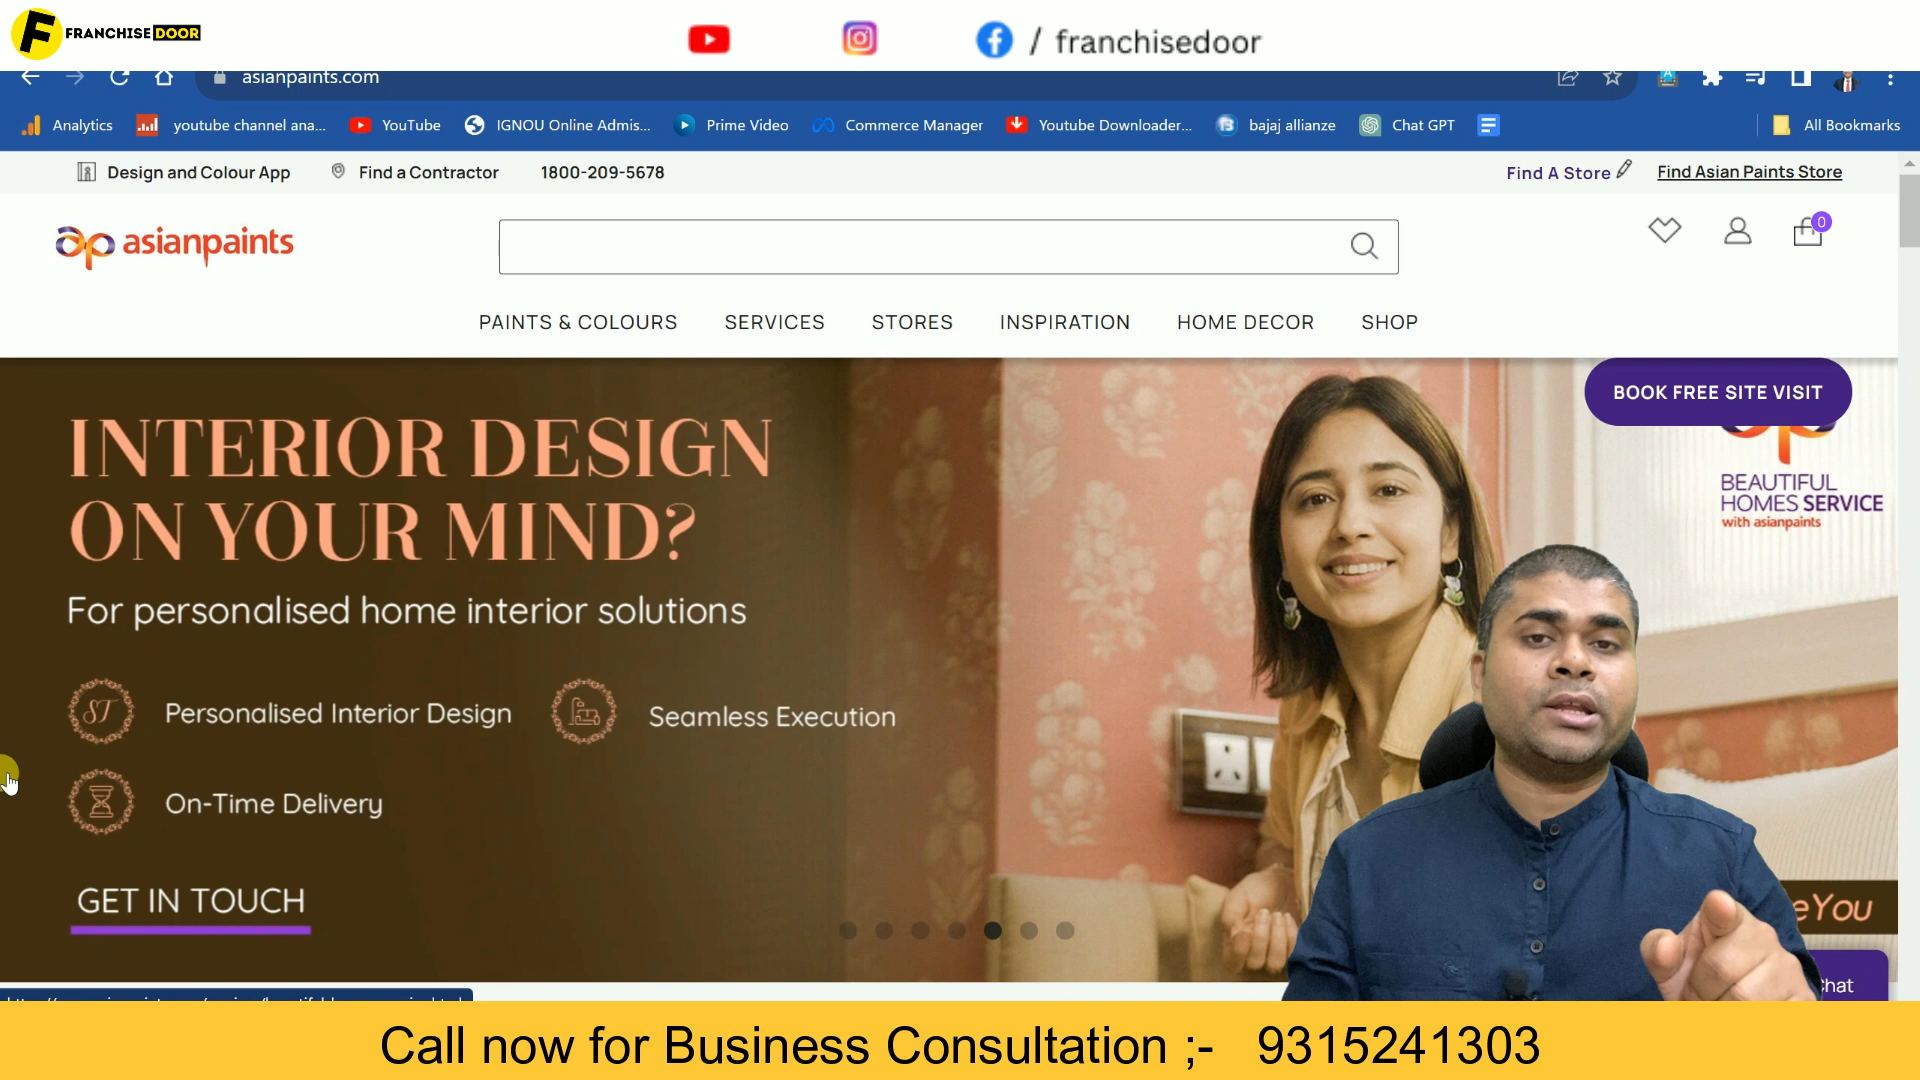 FRANCHISE DOOR
/ franchisedoor
asianpaints.com
Analytics
youtube channel ana...
YouTube
IGNOU Online Admis...
Prime Video
Commerce Manager
Youtube Downloader...
bajaj allianze
Chat GPT
All Bookmarks
Design and Colour App
Find a Contractor
1800-209-5678
Find A Store
Find Asian Paints Store
asianpaints
0
PAINTS & COLOURS
SERVICES
STORES
INSPIRATION
HOME DECOR
SHOP
BOOK FREE SITE VISIT
INTERIOR DESIGN
ON YOUR MIND?
For personalised home interior solutions
BEAUTIFUL
HOMES SERVICE
with asianpaints
ST
Personalised Interior Design
Seamless Execution
On-Time Delivery
GET IN TOUCH
eYou
hat
Call now for Business Consultation ;- 9315241303